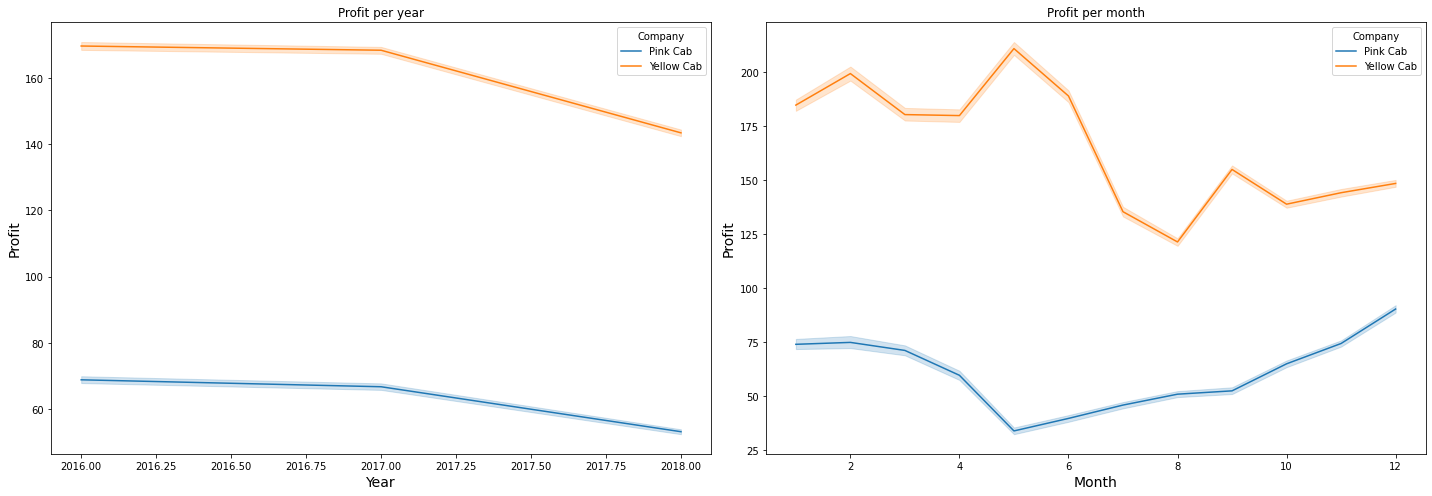 Profit per year
Company
Pink Cab
Yellow Cab
Profit
160
140
120
100
80
60
2016.00 2016.25 2016.50 2016.75 2017.00 2017.25 2017.50 2017.75 2018.00
Year
Profit per month
Company
Pink Cab
Yellow Cab
Profit
200
175
150
125
100
75
50
25
2 4 6 8 10 12
Month